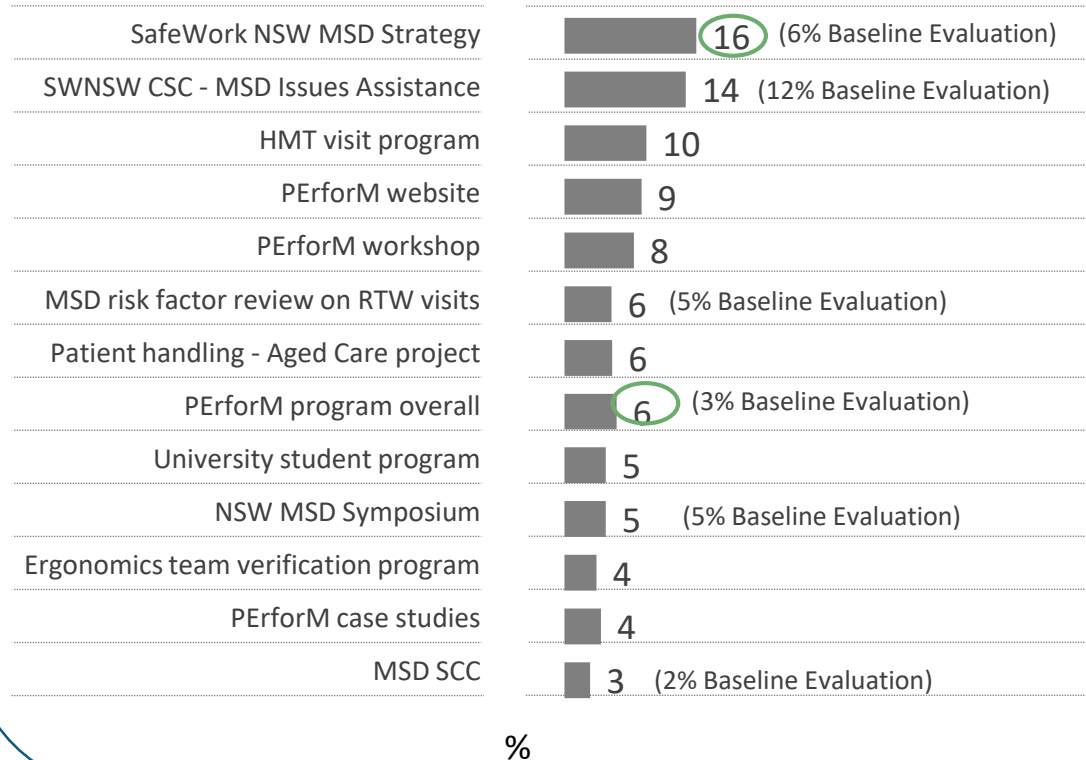 SafeWork NSW MSD Strategy 16 (6% Baseline Evaluation)
SWNSW CSC - MSD Issues Assistance 14 (12% Baseline Evaluation)
HMT visit program 10
PErforM website 9
PErforM workshop 8
MSD risk factor review on RTW visits 6 (5% Baseline Evaluation)
Patient handling - Aged Care project 6
PErforM program overall 6 (3% Baseline Evaluation)
University student program 5
NSW MSD Symposium 5 (5% Baseline Evaluation)
Ergonomics team verification program 4
PErforM case studies 4
MSD SCC 3 (2% Baseline Evaluation)
%